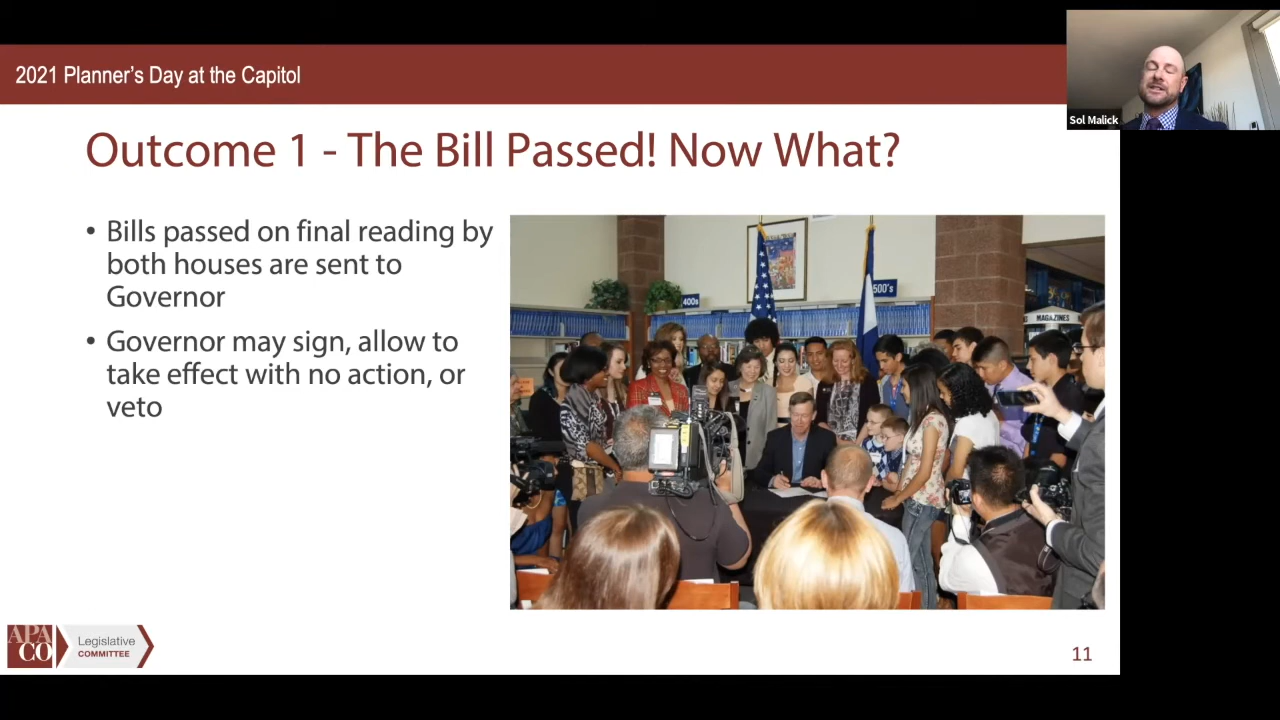 2021 Planner's Day at the Capitol
Sol Malick
Outcome 1 - The Bill Passed! Now What?
• Bills passed on final reading by
both houses are sent to
Governor
• Governor may sign, allow to
take effect with no action, or
veto
400s
500's
MAGAZINES
APA
CO
Legislative
COMMITTEE
11